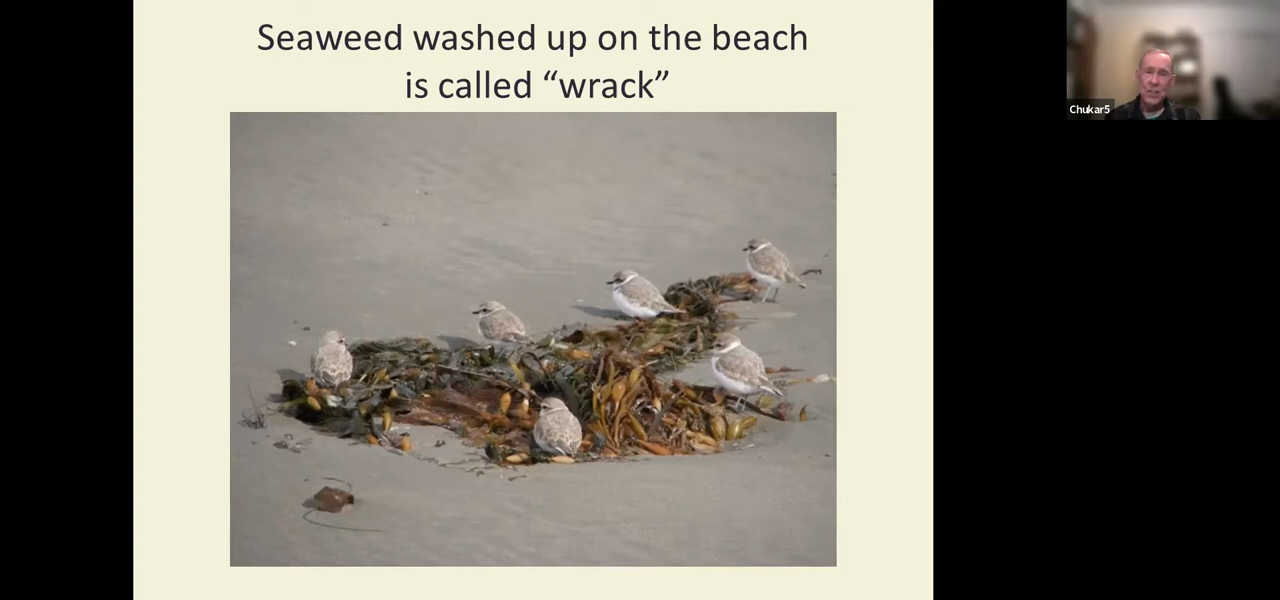 Seaweed washed up on the beach
is called “wrack”
Chukar5